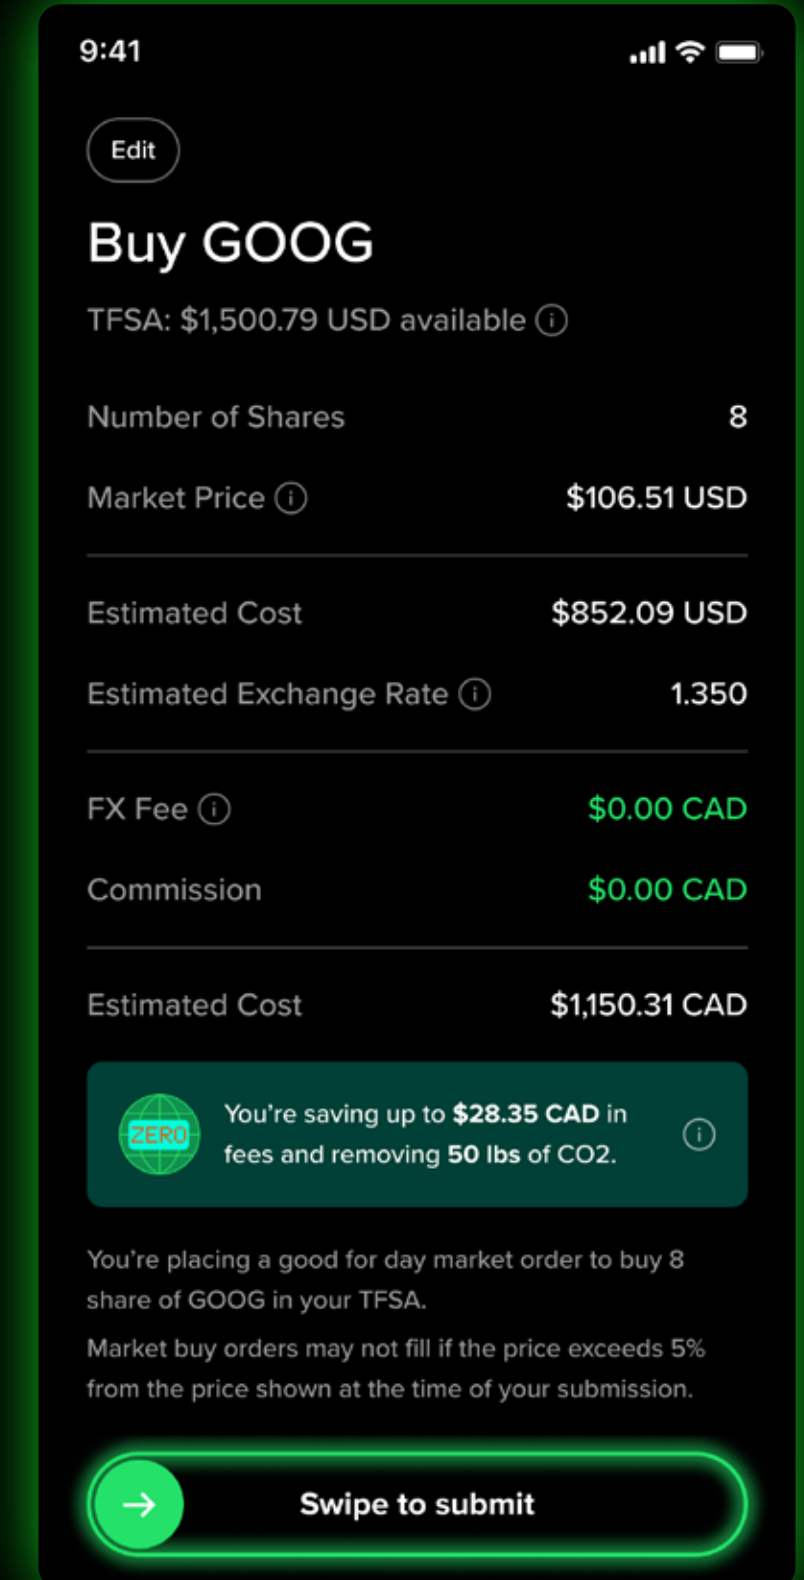 9:41
Edit
Buy GOOG
TFSA: $1,500.79 USD available
Number of Shares 8
Market Price $106.51 USD
Estimated Cost $852.09 USD
Estimated Exchange Rate 1.350
FX Fee $0.00 CAD
Commission $0.00 CAD
Estimated Cost $1,150.31 CAD
ZERO
You're saving up to $28.35 CAD in
fees and removing 50 lbs of CO2.
You're placing a good for day market order to buy 8
share of GOOG in your TFSA.
Market buy orders may not fill if the price exceeds 5%
from the price shown at the time of your submission.
Swipe to submit